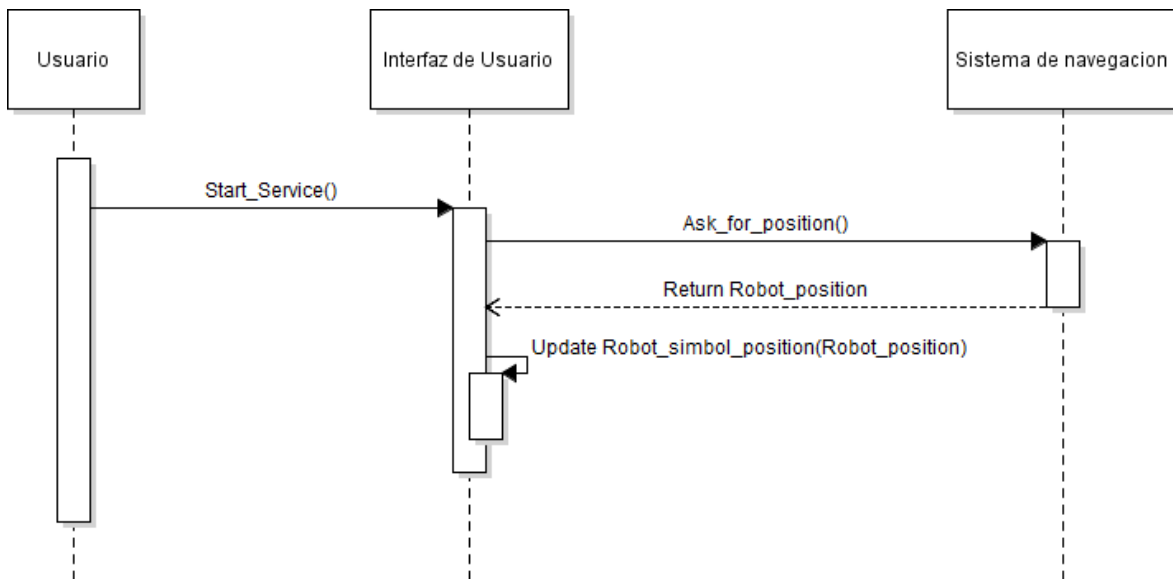 Usuario
Interfaz de Usuario
Sistema de navegacion
Start_Service()
Ask_for_position()
Return Robot_position
Update Robot_simbol_position(Robot_position)